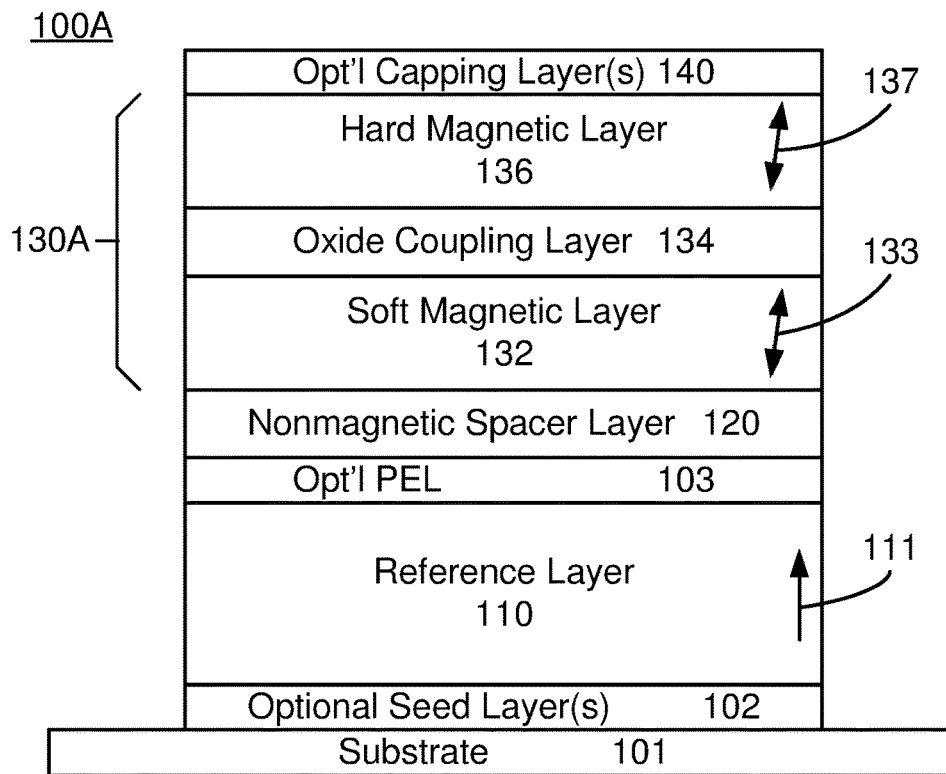 100A
Opt'l Capping Layer(s) 140
137
Hard Magnetic Layer
136
130A
Oxide Coupling Layer 134
133
Soft Magnetic Layer
132
Nonmagnetic Spacer Layer 120
Opt'l PEL 103
111
Reference Layer
110
Optional Seed Layer(s) 102
Substrate 101